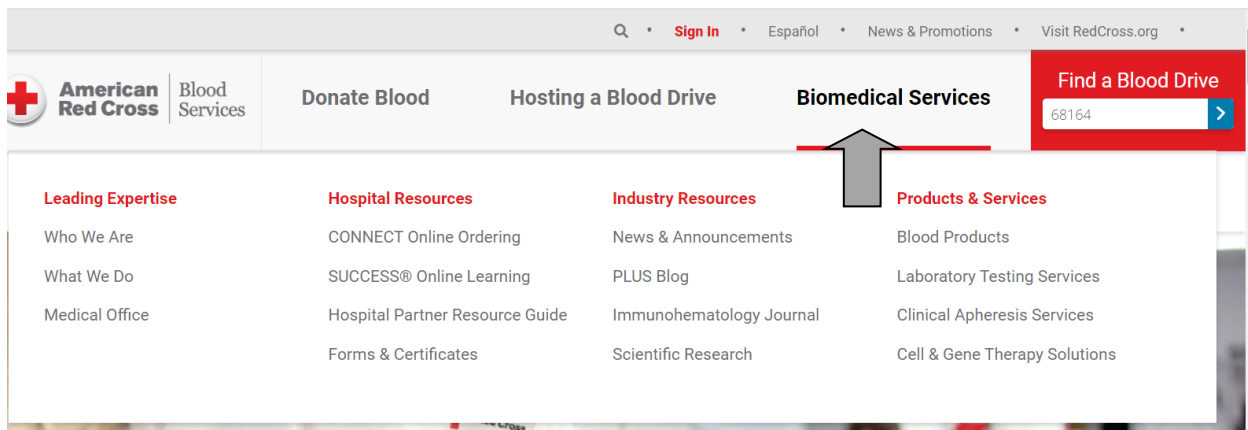 Sign In • Español • News & Promotions • Visit RedCross.org •
American Red Cross
Blood Services
Donate Blood
Hosting a Blood Drive
Biomedical Services
Find a Blood Drive
68164
Leading Expertise
Who We Are
What We Do
Medical Office
Hospital Resources
CONNECT Online Ordering
SUCCESS® Online Learning
Hospital Partner Resource Guide
Forms & Certificates
Industry Resources
News & Announcements
PLUS Blog
Immunohematology Journal
Scientific Research
Products & Services
Blood Products
Laboratory Testing Services
Clinical Apheresis Services
Cell & Gene Therapy Solutions